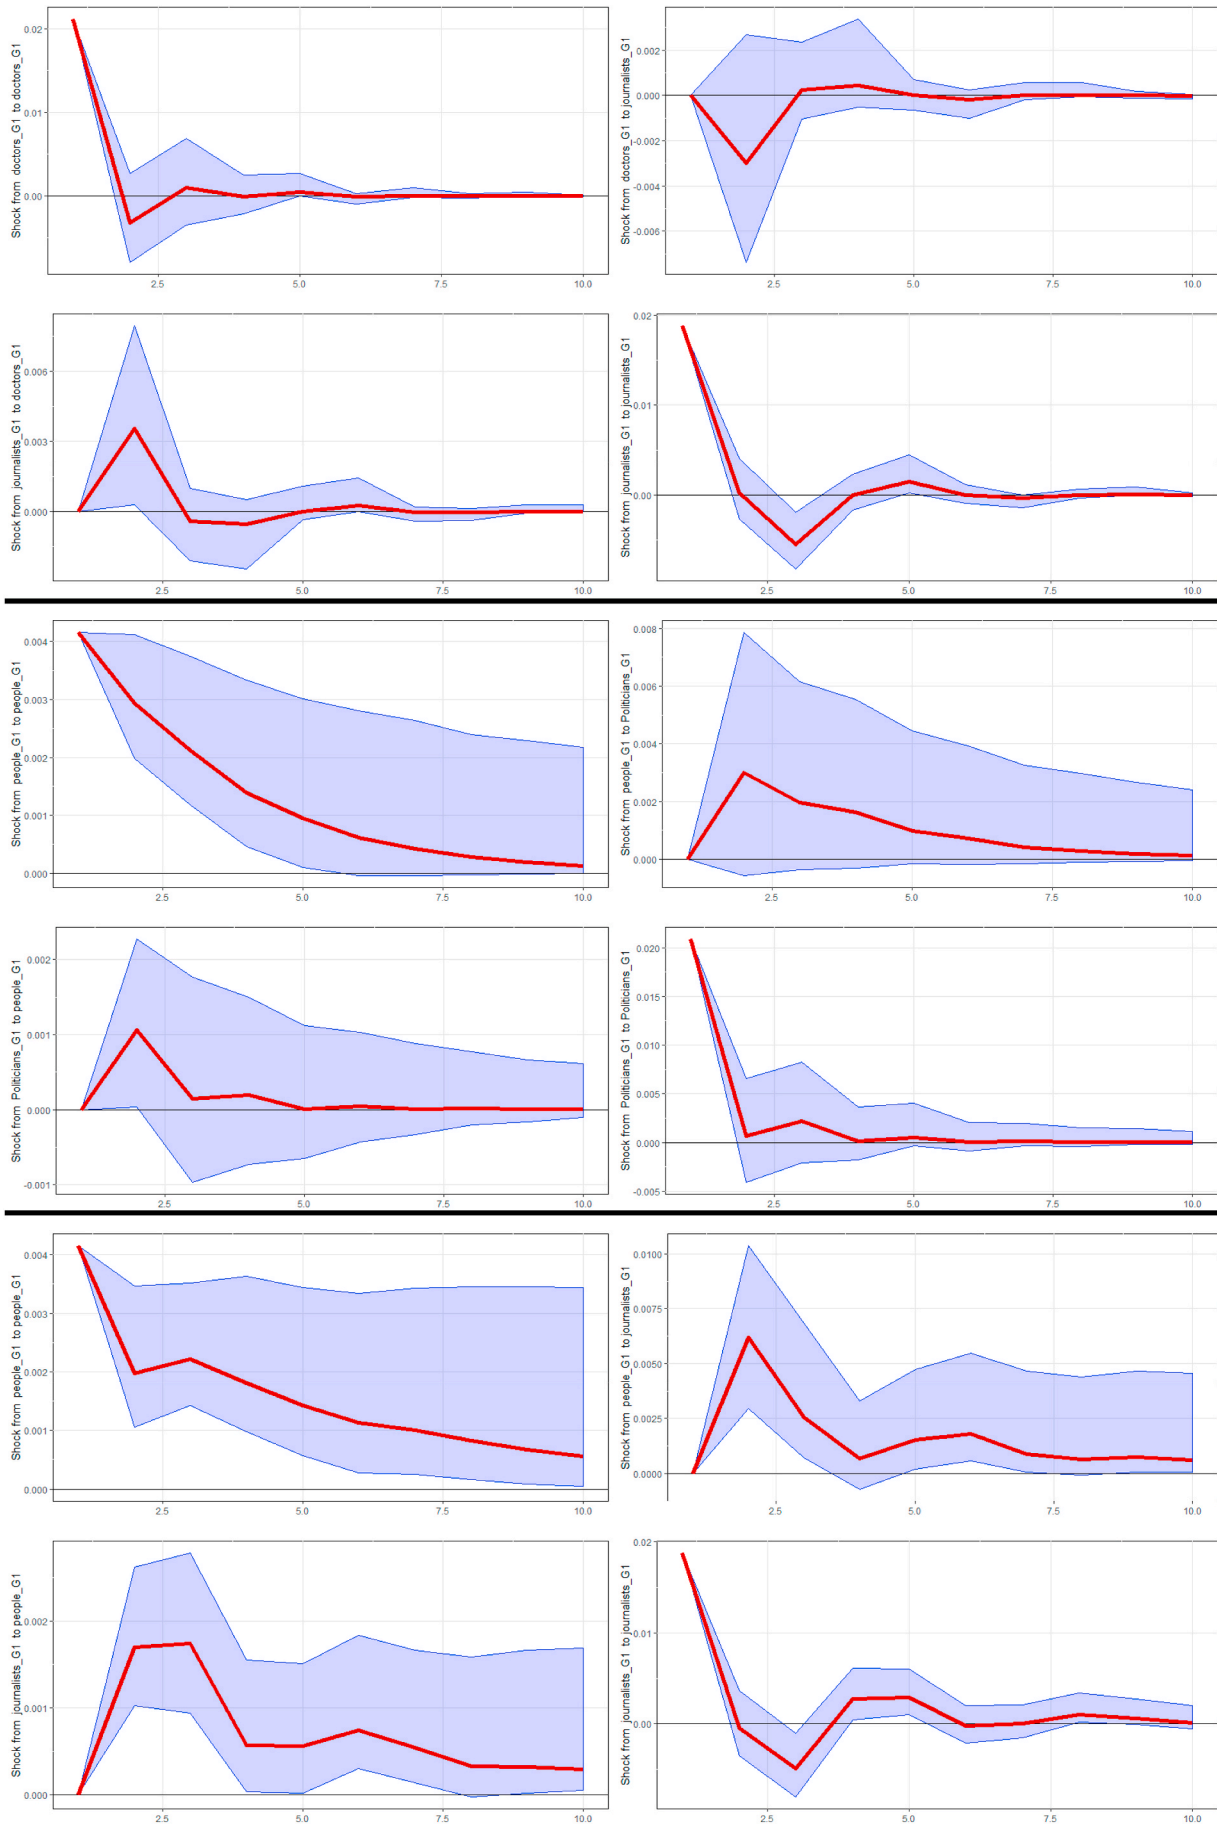 Shock from doctors_G1 to doctors_G1
0.02
0.01
0.00
2.5 5.0 7.5 10.0
Shock from doctors_G1 to journalists_G1
0.002
0.000
-0.002
-0.004
-0.006
2.5 5.0 7.5 10.0
Shock from journalists_G1 to doctors_G1
0.006
0.003
0.000
2.5 5.0 7.5 10.0
Shock from journalists_G1 to journalists_G1
0.02
0.01
0.00
2.5 5.0 7.5 10.0
Shock from people_G1 to people_G1
0.004
0.003
0.002
0.001
0.000
2.5 5.0 7.5 10.0
Shock from people_G1 to Politicians_G1
0.008
0.006
0.004
0.002
0.000
2.5 5.0 7.5 10.0
Shock from Politicians_G1 to people_G1
0.002
0.001
0.000
-0.001
2.5 5.0 7.5 10.0
Shock from Politicians_G1 to Politicians_G1
0.020
0.015
0.010
0.005
0.000
-0.005
2.5 5.0 7.5 10.0
Shock from people_G1 to people_G1
0.004
0.003
0.002
0.001
0.000
2.5 5.0 7.5 10.0
Shock from people_G1 to journalists_G1
0.0100
0.0075
0.0050
0.0025
0.0000
2.5 5.0 7.5 10.0
Shock from journalists_G1 to people_G1
0.002
0.001
0.000
2.5 5.0 7.5 10.0
Shock from journalists_G1 to journalists_G1
0.02
0.01
0.00
2.5 5.0 7.5 10.0